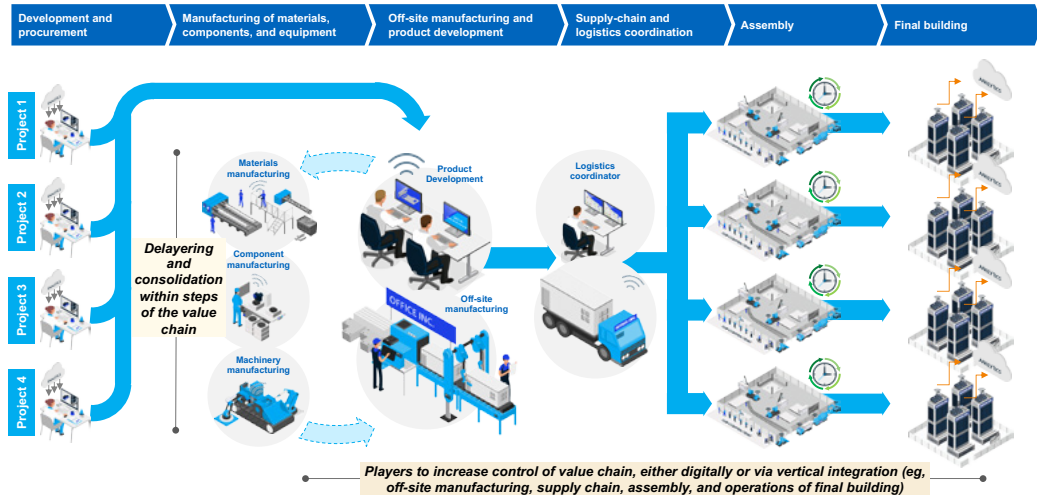 Development and
procurement
Manufacturing of materials,
components, and equipment
Off-site manufacturing and
product development
Supply-chain and
logistics coordination
Assembly
Final building
Project 1
Project 2
Project 3
Project 4
Delayering
and
consolidation
within steps
of the value
chain
Materials
manufacturing
Component
manufacturing
Machinery
manufacturing
Product
Development
OFFICE INC.
Off-site
manufacturing
Logistics
coordinator
ANALYTICS
ANALYTICS
ANALYTICS
ANALYTICS
Players to increase control of value chain, either digitally or via vertical integration (eg,
off-site manufacturing, supply chain, assembly, and operations of final building)